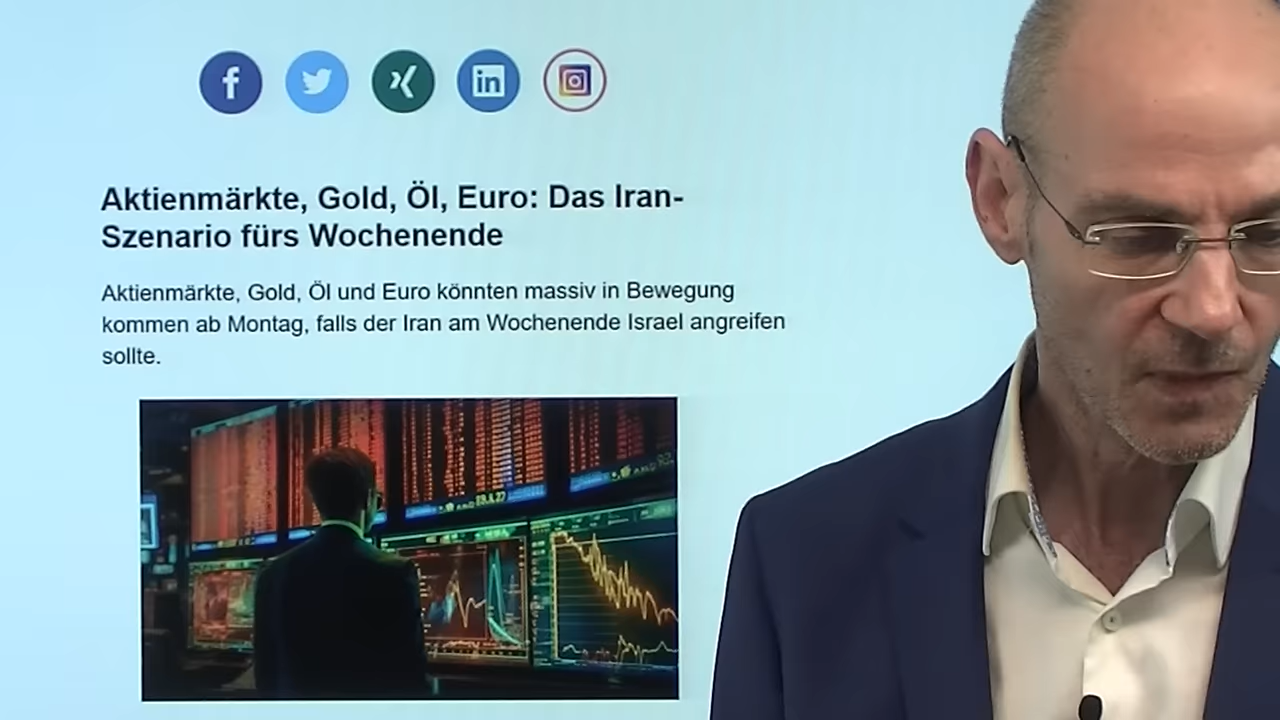 Aktienmärkte, Gold, Öl, Euro: Das Iran-
Szenario fürs Wochenende
Aktienmärkte, Gold, Öl und Euro könnten massiv in Bewegung
kommen ab Montag, falls der Iran am Wochenende Israel angreifen
sollte.